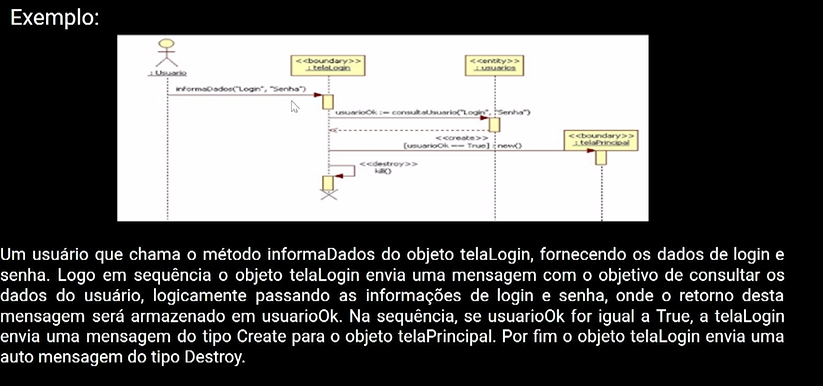 Exemplo:
<<boundary>>
: telaLogin
<<entity>>
: usuarios
: Usuario
informaDados("Login", "Senha")
usuarioOk := consultaUsuario("Login", "Senha")
<<create>>
[usuarioOk == True] : new()
<<boundary>>
: telaPrincipal
<<destroy>>
kill()
Um usuário que chama o método informaDados do objeto telaLogin, fornecendo os dados de login e
senha. Logo em sequência o objeto telaLogin envia uma mensagem com o objetivo de consultar os
dados do usuário, logicamente passando as informações de login e senha, onde o retorno desta
mensagem será armazenado em usuarioOk. Na sequência, se usuarioOk for igual a True, a telaLogin
envia uma mensagem do tipo Create para o objeto telaPrincipal. Por fim o objeto telaLogin envia uma
auto mensagem do tipo Destroy.